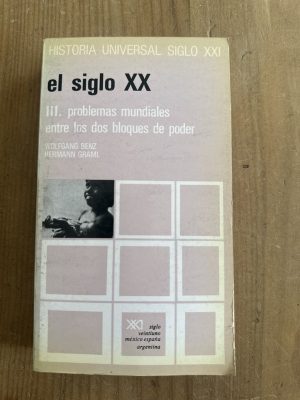 HISTORIA UNIVERSAL SIGLO XXI
el siglo XX
III. problemas mundiales
entre los dos bloques de poder
WOLFGANG BENZ
HERMANN GRAML
siglo
veintiuno
méxico españa
argentina